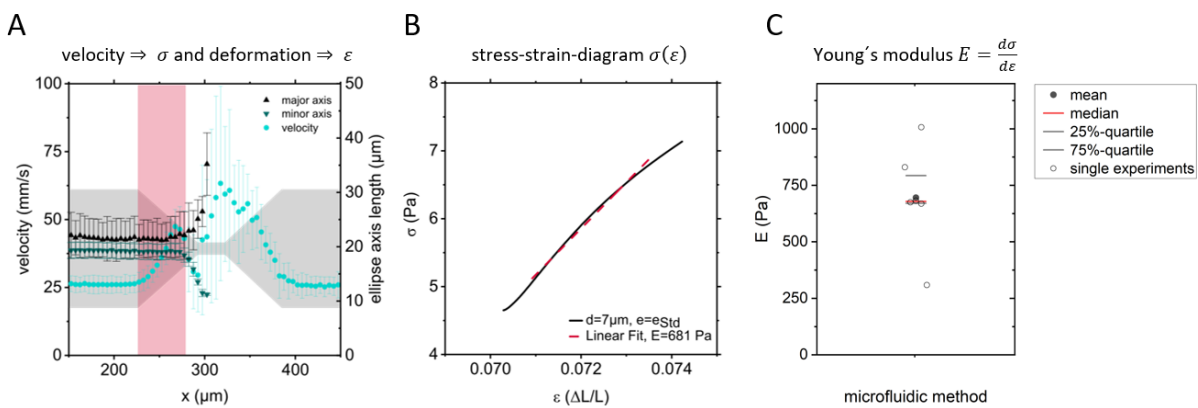 A
velocity ⇒ σ and deformation ⇒ ε
100
75
50
25
0
velocity (mm/s)
major axis
minor axis
velocity
50
40
30
20
10
0
ellipse axis length (μm)
200
300
400
x (μm)
B
stress-strain-diagram σ(ε)
8
7
6
5
4
σ (Pa)
d=7μm, e=eStd
Linear Fit, E=681 Pa
0.070
0.072
0.074
ε (ΔL/L)
C
Young´s modulus E = dσ/dε
1000
750
500
250
0
E (Pa)
microfluidic method
mean
median
25%-quartile
75%-quartile
single experiments